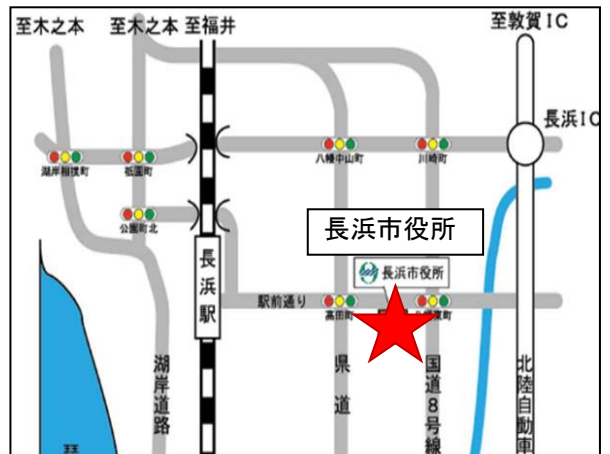 至木之本
至木之本
至福井
至敦賀IC
長浜IC
湖岸相撲町
祇園町
八幡中山町
川崎町
公園町北
長浜市役所
長浜市役所
長浜駅
駅前通り
高田町
湖岸道路
県道
国道8号線
北陸自動車